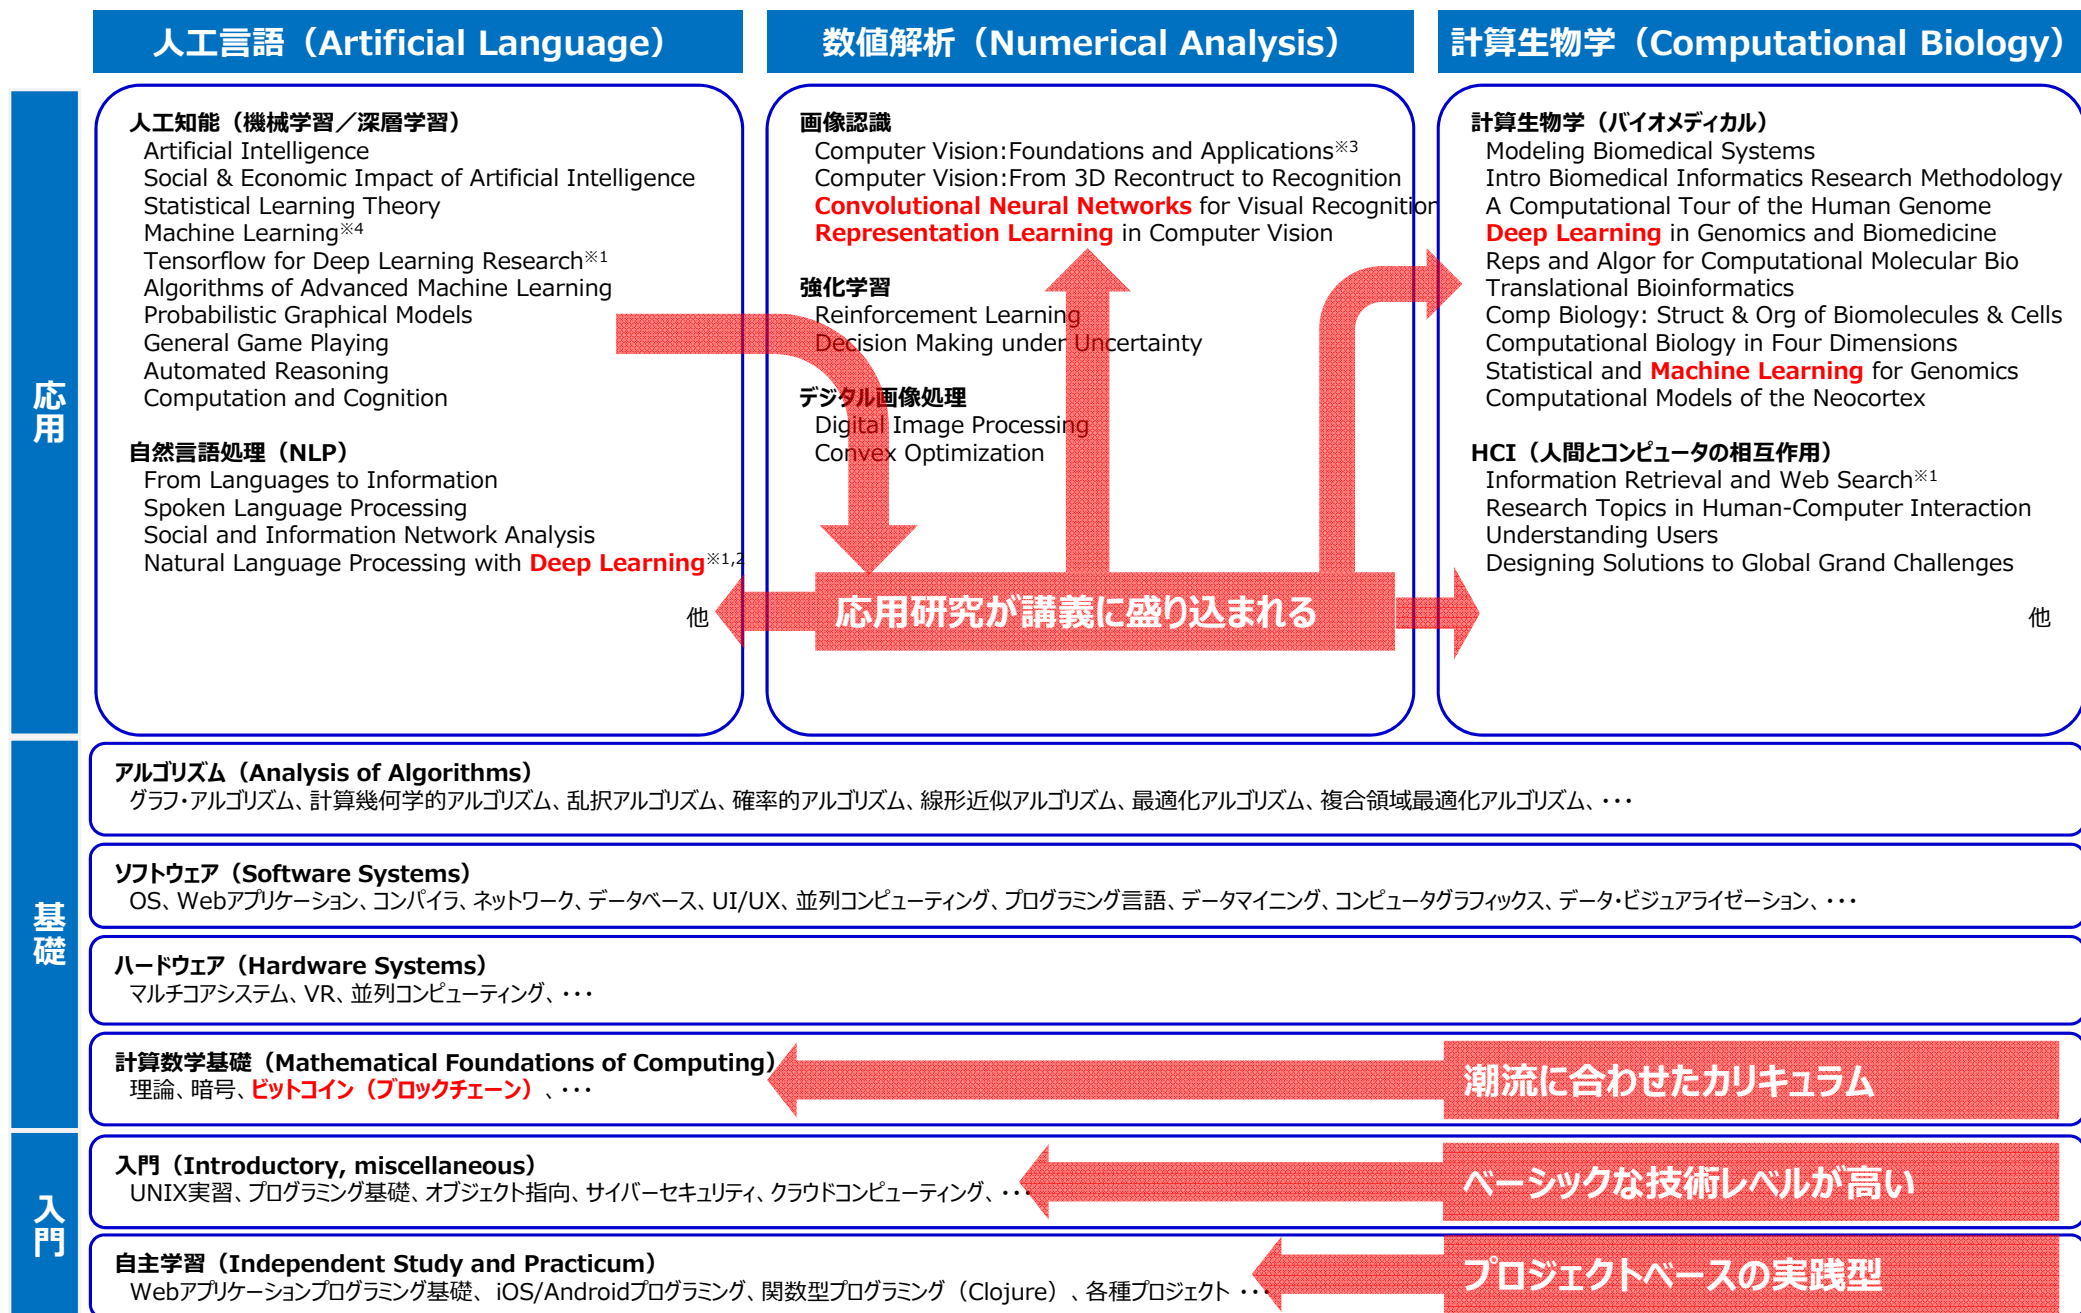 人工言語（Artificial Language）
数値解析（Numerical Analysis）
計算生物学（Computational Biology）
応用
人工知能（機械学習／深層学習）
Artificial Intelligence
Social & Economic Impact of Artificial Intelligence
Statistical Learning Theory
Machine Learning※4
Tensorflow for Deep Learning Research※1
Algorithms of Advanced Machine Learning
Probabilistic Graphical Models
General Game Playing
Automated Reasoning
Computation and Cognition
自然言語処理（NLP）
From Languages to Information
Spoken Language Processing
Social and Information Network Analysis
Natural Language Processing with Deep Learning※1,2
他
画像認識
Computer Vision:Foundations and Applications※3
Computer Vision:From 3D Recontruct to Recognition
Convolutional Neural Networks for Visual Recognition
Representation Learning in Computer Vision
強化学習
Reinforcement Learning
Decision Making under Uncertainty
デジタル画像処理
Digital Image Processing
Convex Optimization
応用研究が講義に盛り込まれる
計算生物学（バイオメディカル）
Modeling Biomedical Systems
Intro Biomedical Informatics Research Methodology
A Computational Tour of the Human Genome
Deep Learning in Genomics and Biomedicine
Reps and Algor for Computational Molecular Bio
Translational Bioinformatics
Comp Biology: Struct & Org of Biomolecules & Cells
Computational Biology in Four Dimensions
Statistical and Machine Learning for Genomics
Computational Models of the Neocortex
HCI（人間とコンピュータの相互作用）
Information Retrieval and Web Search※1
Research Topics in Human-Computer Interaction
Understanding Users
Designing Solutions to Global Grand Challenges
他
基礎
アルゴリズム（Analysis of Algorithms）
グラフ・アルゴリズム、計算幾何学的アルゴリズム、乱択アルゴリズム、確率的アルゴリズム、線形近似アルゴリズム、最適化アルゴリズム、複合領域最適化アルゴリズム、・・・
ソフトウェア（Software Systems）
OS、Webアプリケーション、コンパイラ、ネットワーク、データベース、UI/UX、並列コンピューティング、プログラミング言語、データマイニング、コンピュータグラフィックス、データ・ビジュアライゼーション、・・・
ハードウェア（Hardware Systems）
マルチコアシステム、VR、並列コンピューティング、・・・
計算数学基礎（Mathematical Foundations of Computing）
理論、暗号、ビットコイン（ブロックチェーン）、・・・
潮流に合わせたカリキュラム
入門
入門（Introductory, miscellaneous）
UNIX実習、プログラミング基礎、オブジェクト指向、サイバーセキュリティ、クラウドコンピューティング、・・・
ベーシックな技術レベルが高い
自主学習（Independent Study and Practicum）
Webアプリケーションプログラミング基礎、iOS/Androidプログラミング、関数型プログラミング（Clojure）、各種プロジェクト・・・
プロジェクトベースの実践型